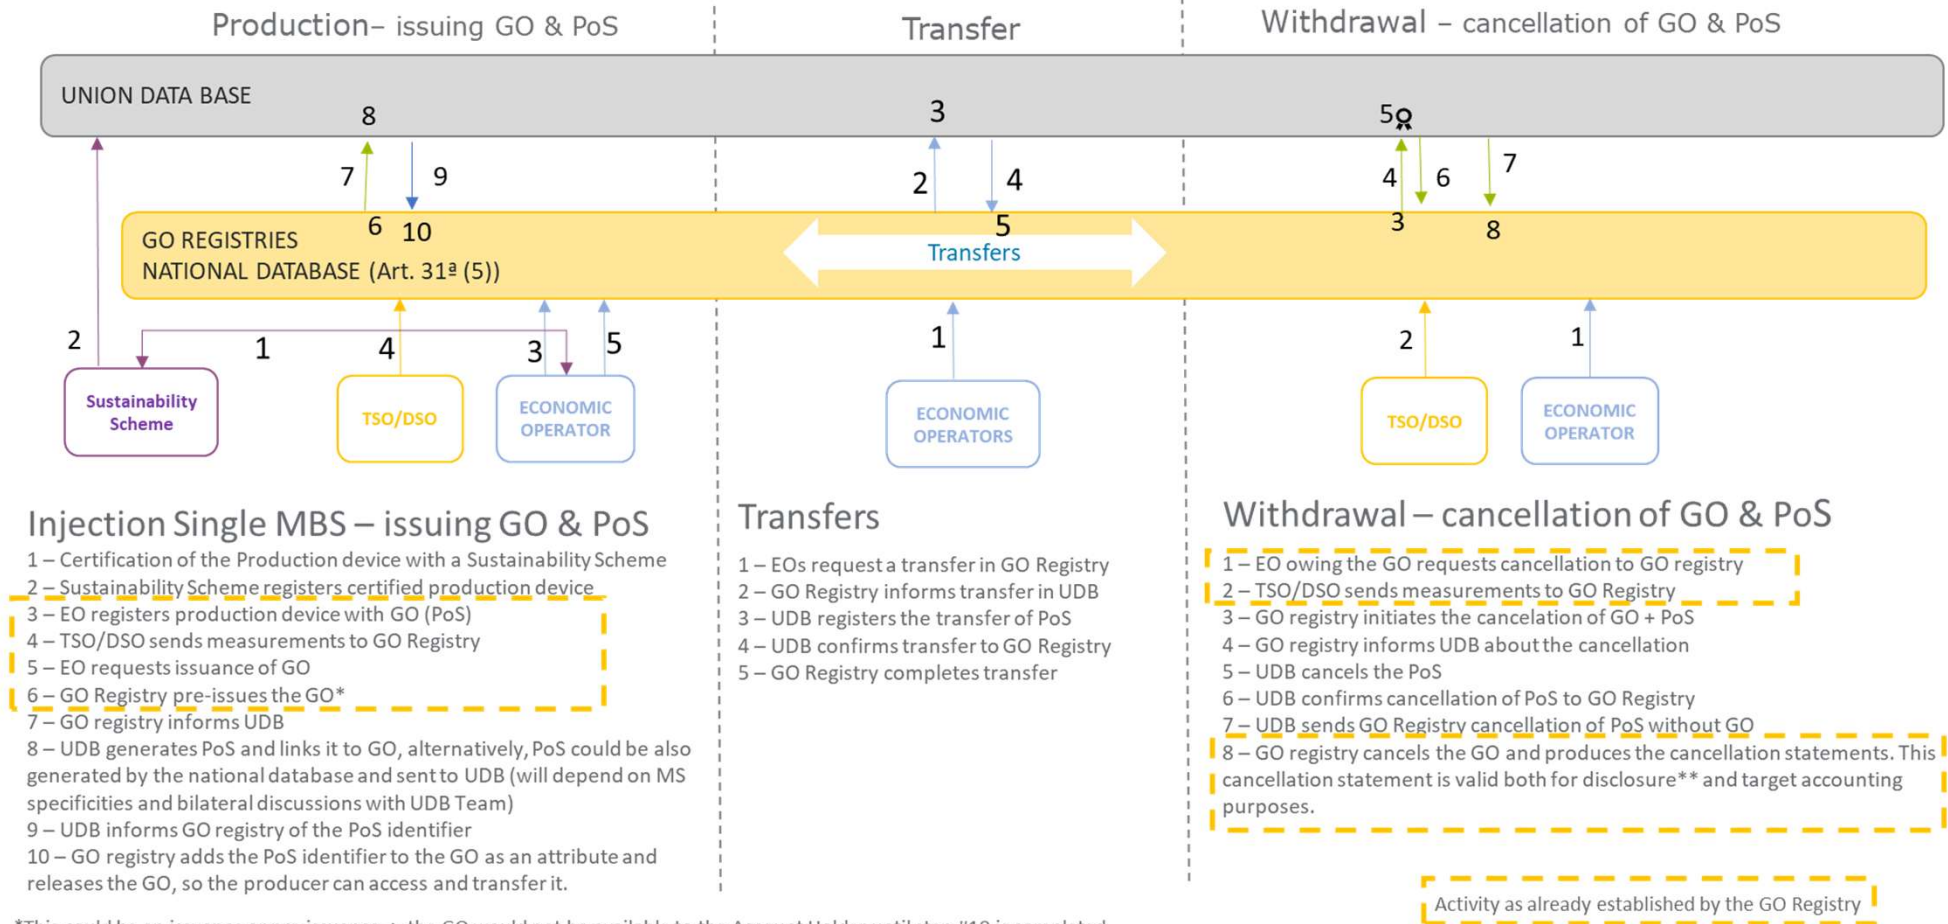 Production– issuing GO & PoS
Transfer
Withdrawal – cancellation of GO & PoS
UNION DATA BASE
8
3
5
7
9
2
4
4
6
7
6
10
5
3
8
GO REGISTRIES
NATIONAL DATABASE (Art. 31ª (5))
Transfers
2
1
4
3
5
1
2
1
Sustainability
Scheme
TSO/DSO
ECONOMIC
OPERATOR
ECONOMIC
OPERATORS
TSO/DSO
ECONOMIC
OPERATOR
Injection Single MBS – issuing GO & PoS
1 – Certification of the Production device with a Sustainability Scheme
2 – Sustainability Scheme registers certified production device
3 – EO registers production device with GO (PoS)
4 – TSO/DSO sends measurements to GO Registry
5 – EO requests issuance of GO
6 – GO Registry pre-issues the GO*
7 – GO registry informs UDB
8 – UDB generates PoS and links it to GO, alternatively, PoS could be also
generated by the national database and sent to UDB (will depend on MS
specificities and bilateral discussions with UDB Team)
9 – UDB informs GO registry of the PoS identifier
10 – GO registry adds the PoS identifier to the GO as an attribute and
releases the GO, so the producer can access and transfer it.
Transfers
1 – EOs request a transfer in GO Registry
2 – GO Registry informs transfer in UDB
3 – UDB registers the transfer of PoS
4 – UDB confirms transfer to GO Registry
5 – GO Registry completes transfer
Withdrawal – cancellation of GO & PoS
1 – EO owing the GO requests cancellation to GO registry
2 – TSO/DSO sends measurements to GO Registry
3 – GO registry initiates the cancelation of GO + PoS
4 – GO registry informs UDB about the cancellation
5 – UDB cancels the PoS
6 – UDB confirms cancellation of PoS to GO Registry
7 – UDB sends GO Registry cancellation of PoS without GO
8 – GO registry cancels the GO and produces the cancellation statements. This
cancellation statement is valid both for disclosure** and target accounting
purposes.
Activity as already established by the GO Registry